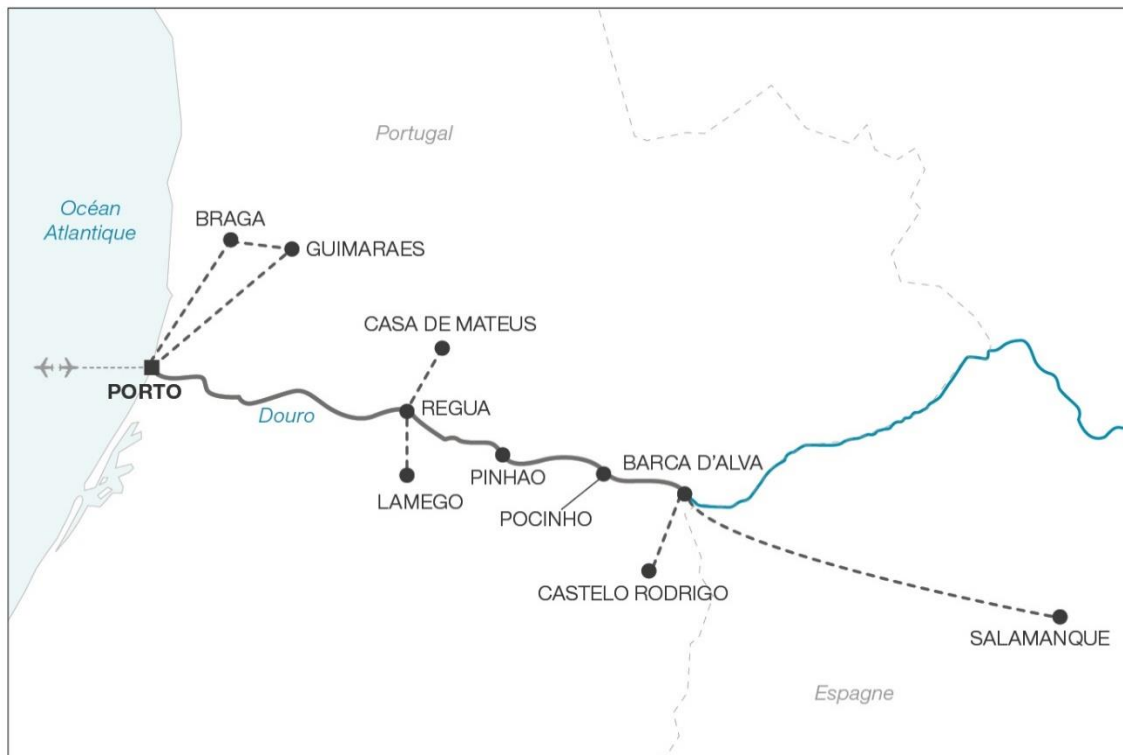 Portugal
Océan
Atlantique
BRAGA
GUIMARAES
CASA DE MATEUS
PORTO
Douro
REGUA
PINHAO
BARCA D'ALVA
LAMEGO
POCINHO
CASTELO RODRIGO
SALAMANQUE
Espagne